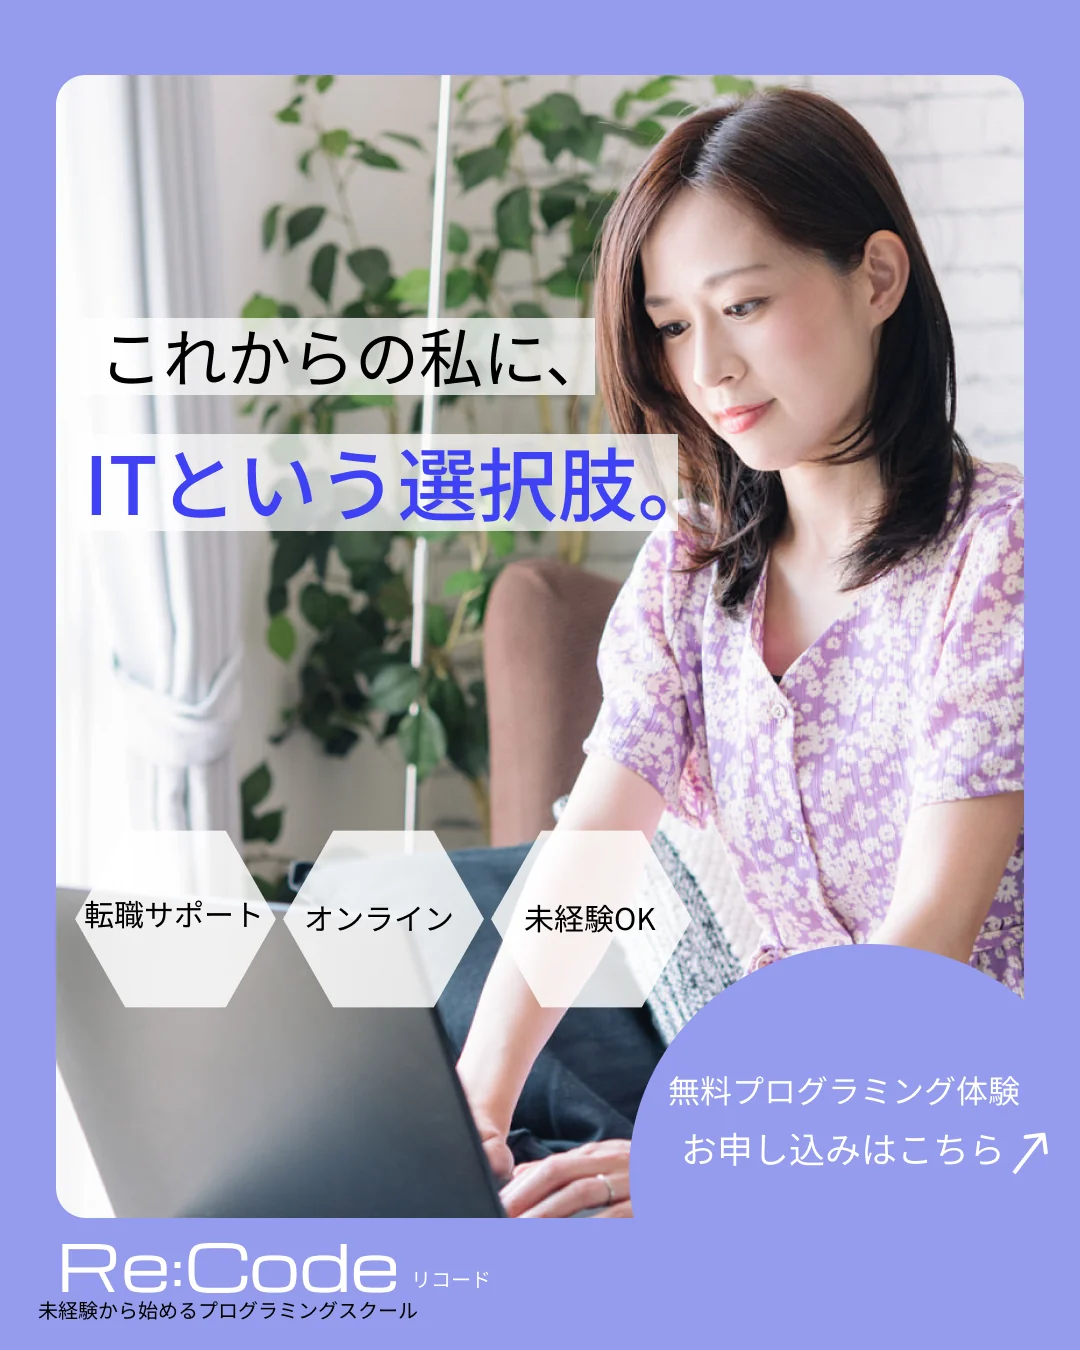 これからの私に、
ITという選択肢。
転職サポート
オンライン
未経験OK
無料プログラミング体験
お申し込みはこちら
Re:Code リコード
未経験から始めるプログラミングスクール